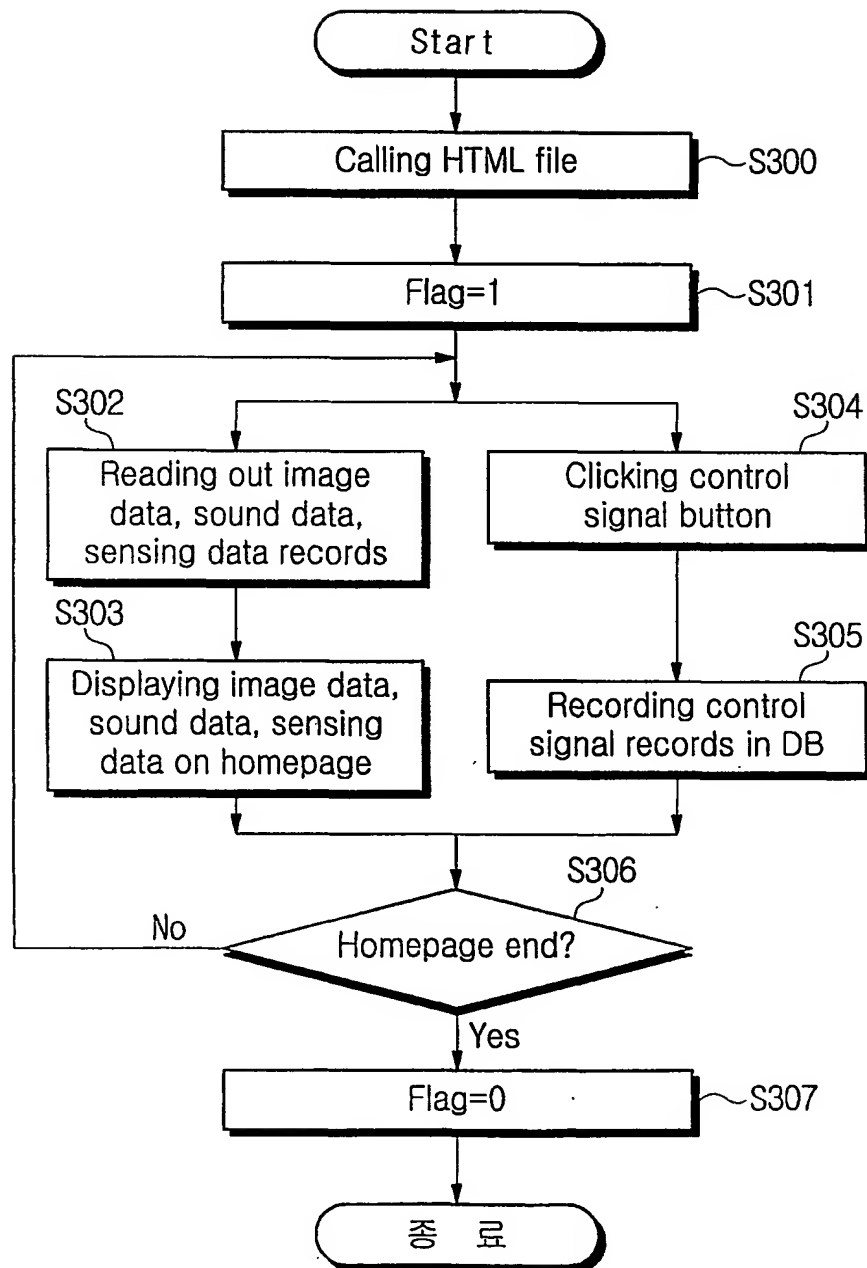 Start
Calling HTML file
S300
Flag=1
S301
S302
Reading out image
data, sound data,
sensing data records
S304
Clicking control
signal button
S303
Displaying image data,
sound data, sensing
data on homepage
S305
Recording control
signal records in DB
S306
No
Homepage end?
Yes
Flag=0
S307
종 료